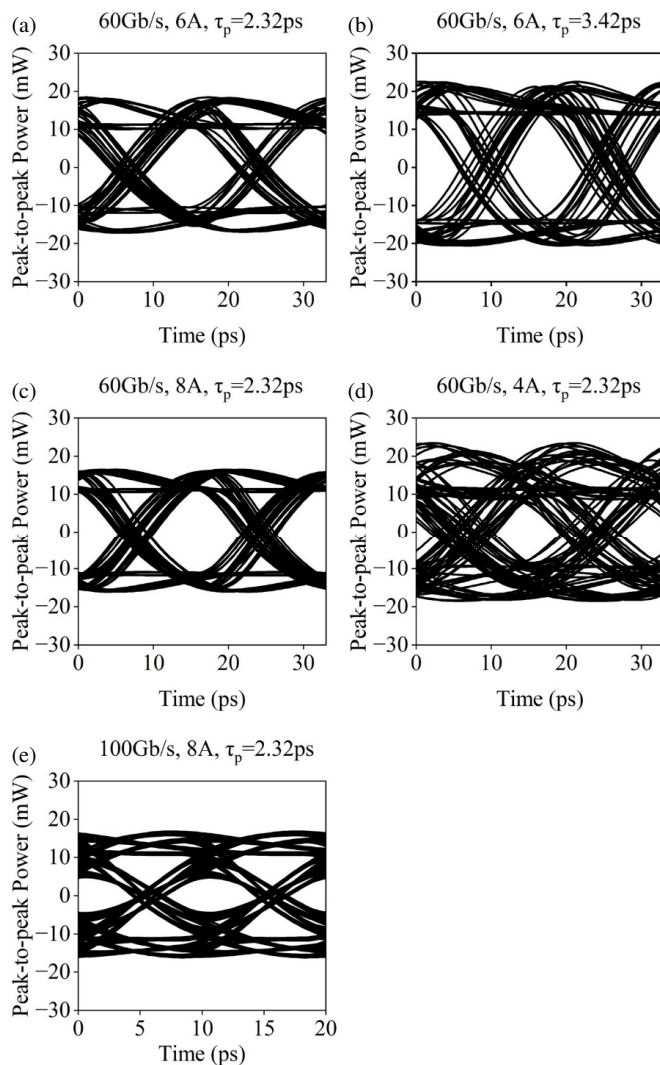 (a) 60Gb/s, 6A, τp=2.32ps
30
20
10
0
−10
−20
−30
Peak-to-peak Power (mW)
0 10 20 30
Time (ps)
(b) 60Gb/s, 6A, τp=3.42ps
30
20
10
0
−10
−20
−30
Peak-to-peak Power (mW)
0 10 20 30
Time (ps)
(c) 60Gb/s, 8A, τp=2.32ps
30
20
10
0
−10
−20
−30
Peak-to-peak Power (mW)
0 10 20 30
Time (ps)
(d) 60Gb/s, 4A, τp=2.32ps
30
20
10
0
−10
−20
−30
Peak-to-peak Power (mW)
0 10 20 30
Time (ps)
(e) 100Gb/s, 8A, τp=2.32ps
30
20
10
0
−10
−20
−30
Peak-to-peak Power (mW)
0 5 10 15 20
Time (ps)